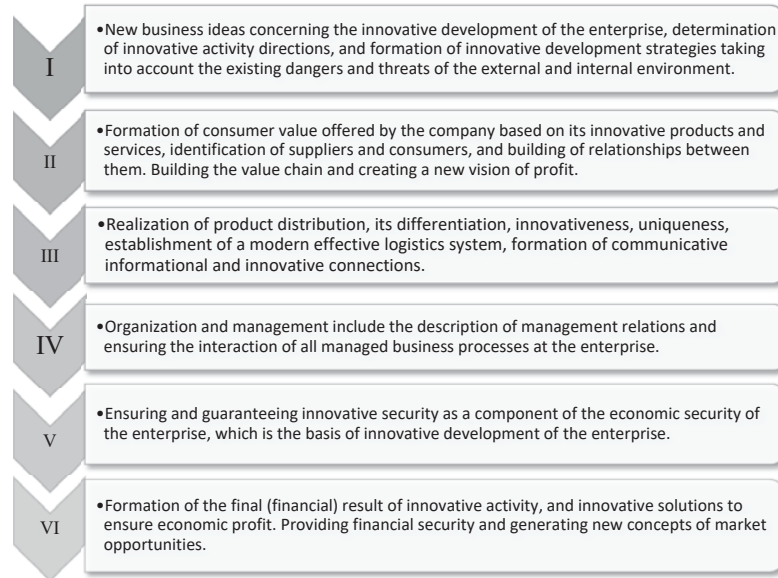 I
•New business ideas concerning the innovative development of the enterprise, determination
of innovative activity directions, and formation of innovative development strategies taking
into account the existing dangers and threats of the external and internal environment.
II
•Formation of consumer value offered by the company based on its innovative products and
services, identification of suppliers and consumers, and building of relationships between
them. Building the value chain and creating a new vision of profit.
III
•Realization of product distribution, its differentiation, innovativeness, uniqueness,
establishment of a modern effective logistics system, formation of communicative
informational and innovative connections.
IV
•Organization and management include the description of management relations and
ensuring the interaction of all managed business processes at the enterprise.
V
•Ensuring and guaranteeing innovative security as a component of the economic security of
the enterprise, which is the basis of innovative development of the enterprise.
VI
•Formation of the final (financial) result of innovative activity, and innovative solutions to
ensure economic profit. Providing financial security and generating new concepts of market
opportunities.